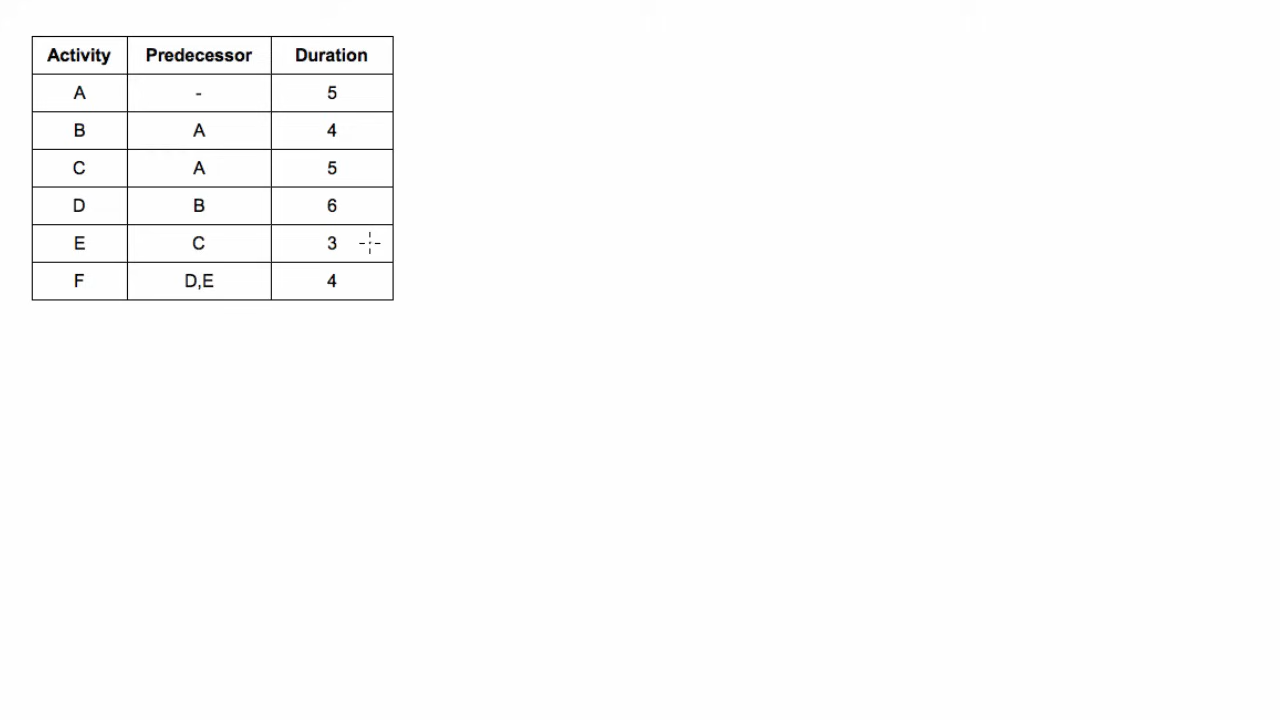 Activity Predecessor Duration
A - 5
B A 4
C A 5
D B 6
E C 3
F D,E 4